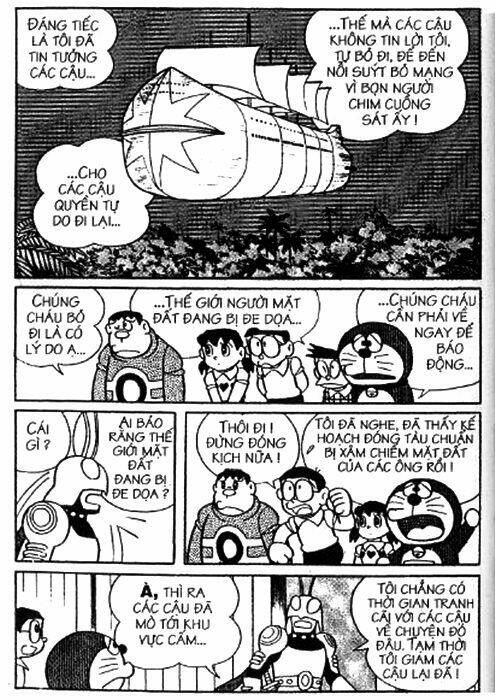 ĐÁNG TIẾC
LÀ TÔI ĐÃ
TIN TƯỞNG
CÁC CẬU...
...THẾ MÀ CÁC CẬU
KHÔNG TIN LỜI TÔI,
TỰ BỎ ĐI, ĐỂ ĐẾN
NỖI SUÝT BỎ MẠNG
VÌ BỌN NGƯỜI
CHIM CUỒNG
SÁT ẤY !
...CHO
CÁC CẬU
QUYỀN TỰ
DO ĐI LẠI...
CHÚNG
CHÁU BỎ
ĐI LÀ CÓ
LÝ DO Ạ...
...THẾ GIỚI NGƯỜI MẶT
ĐẤT ĐANG BỊ ĐE DỌA...
...CHÚNG CHÁU
CẦN PHẢI VỀ
NGAY ĐỂ
BÁO
ĐỘNG...
CÁI
GÌ ?
AI BẢO
RẰNG THẾ
GIỚI MẶT
ĐẤT
ĐANG BỊ
ĐE DỌA ?
THÔI ĐI !
ĐỪNG ĐÓNG
KỊCH NỮA !
TÔI ĐÃ NGHE, ĐÃ THẤY KẾ
HOẠCH ĐÓNG TÀU CHUẨN
BỊ XÂM CHIẾM MẶT ĐẤT
CỦA CÁC ÔNG RỒI !
À, THÌ RA
CÁC CẬU ĐÃ
MÒ TỚI KHU
VỰC CẤM...
TÔI CHẲNG CÓ
THỜI GIAN TRANH
CÃI VỚI CÁC CẬU
VỀ CHUYỆN ĐÓ
ĐÂU. TẠM THỜI
TÔI GIAM CÁC
CẬU LẠI ĐÃ !